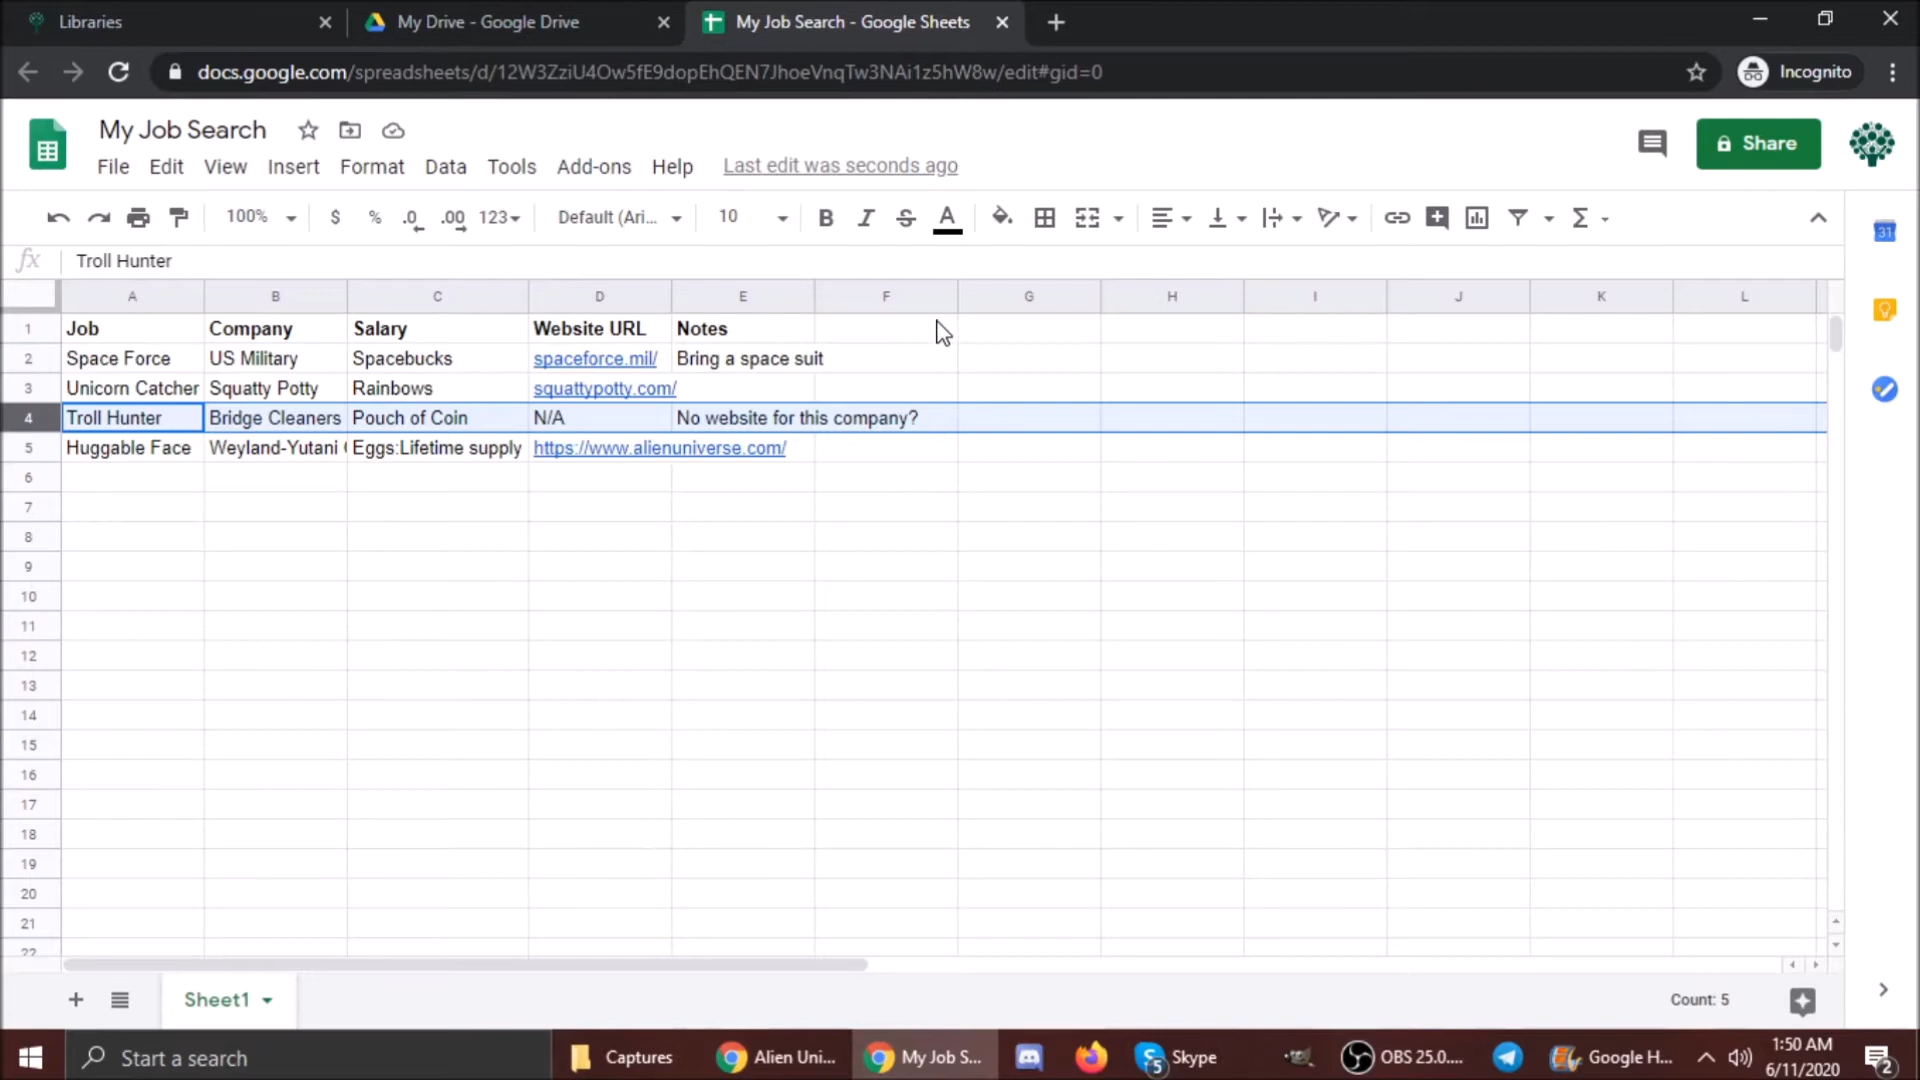 Libraries
My Drive - Google Drive
My Job Search - Google Sheets
docs.google.com/spreadsheets/d/12W3ZziU4Ow5fE9dopEhQEN7JhoeVnqTw3NAi1z5hW8w/edit#gid=0
Incognito
My Job Search
Share
File Edit View Insert Format Data Tools Add-ons Help Last edit was seconds ago
100% $ % .0 .00 123 Default (Ari... 10 B I S A
31
fx Troll Hunter
A B C D E F G H I J K L
1 Job Company Salary Website URL Notes
2 Space Force US Military Spacebucks spaceforce.mil/ Bring a space suit
3 Unicorn Catcher Squatty Potty Rainbows squattypotty.com/
4 Troll Hunter Bridge Cleaners Pouch of Coin N/A No website for this company?
5 Huggable Face Weyland-Yutani Eggs:Lifetime supply https://www.alienuniverse.com/
6
7
8
9
10
11
12
13
14
15
16
17
18
19
20
21
22
Sheet1 Count: 5
Start a search Captures Alien Uni... My Job S... 5 Skype OBS 25.0.... Google H... 1:50 AM
6/11/2020 2